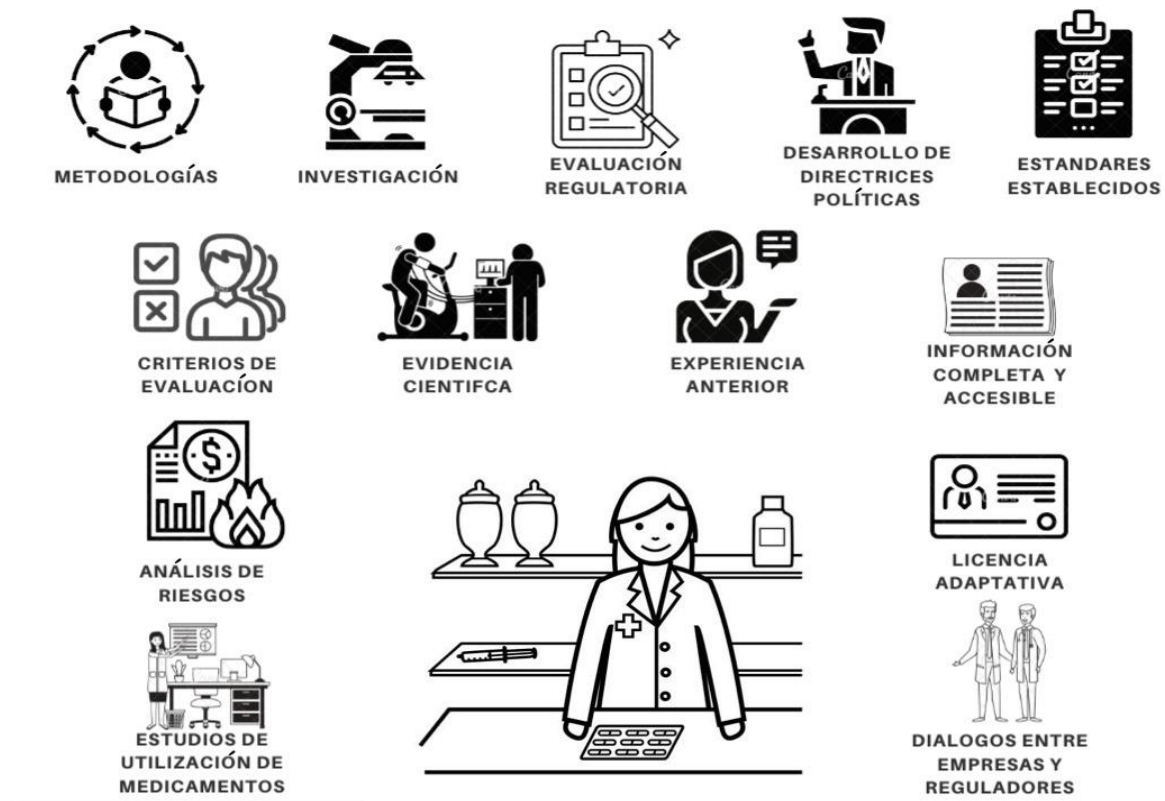 METODOLOGÍAS
INVESTIGACIÓN
EVALUACIÓN
REGULATORIA
DESARROLLO DE
DIRECTRICES
POLÍTICAS
ESTANDARES
ESTABLECIDOS
CRITERIOS DE
EVALUACÍON
EVIDENCIA
CIENTIFCA
EXPERIENCIA
ANTERIOR
INFORMACIÓN
COMPLETA Y
ACCESIBLE
ANÁLISIS DE
RIESGOS
LICENCIA
ADAPTATIVA
ESTUDIOS DE
UTILIZACIÓN DE
MEDICAMENTOS
DIALOGOS ENTRE
EMPRESAS Y
REGULADORES